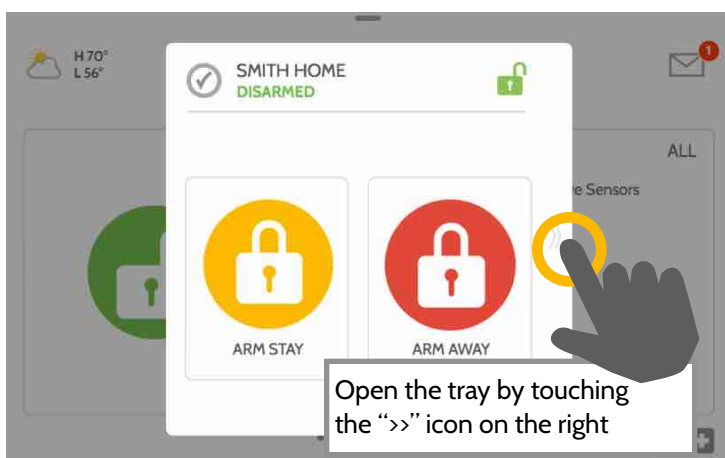 H 70°
L 56°
1
SMITH HOME
DISARMED
ALL
e Sensors
ARM STAY
ARM AWAY
Open the tray by touching
the “>>” icon on the right